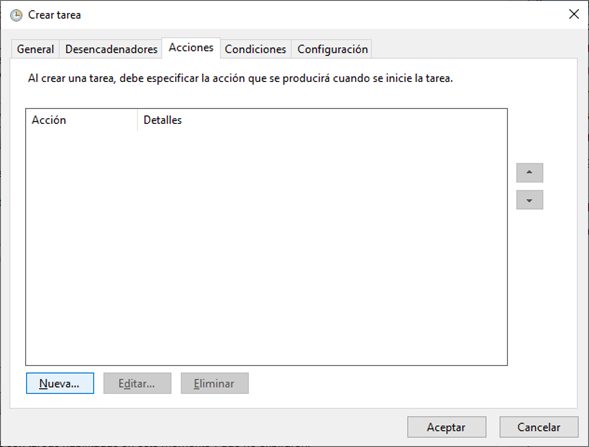 Crear tarea
General Desencadenadores Acciones Condiciones Configuración
Al crear una tarea, debe especificar la acción que se producirá cuando se inicie la tarea.
Acción Detalles
Nueva... Editar... Eliminar
Aceptar Cancelar